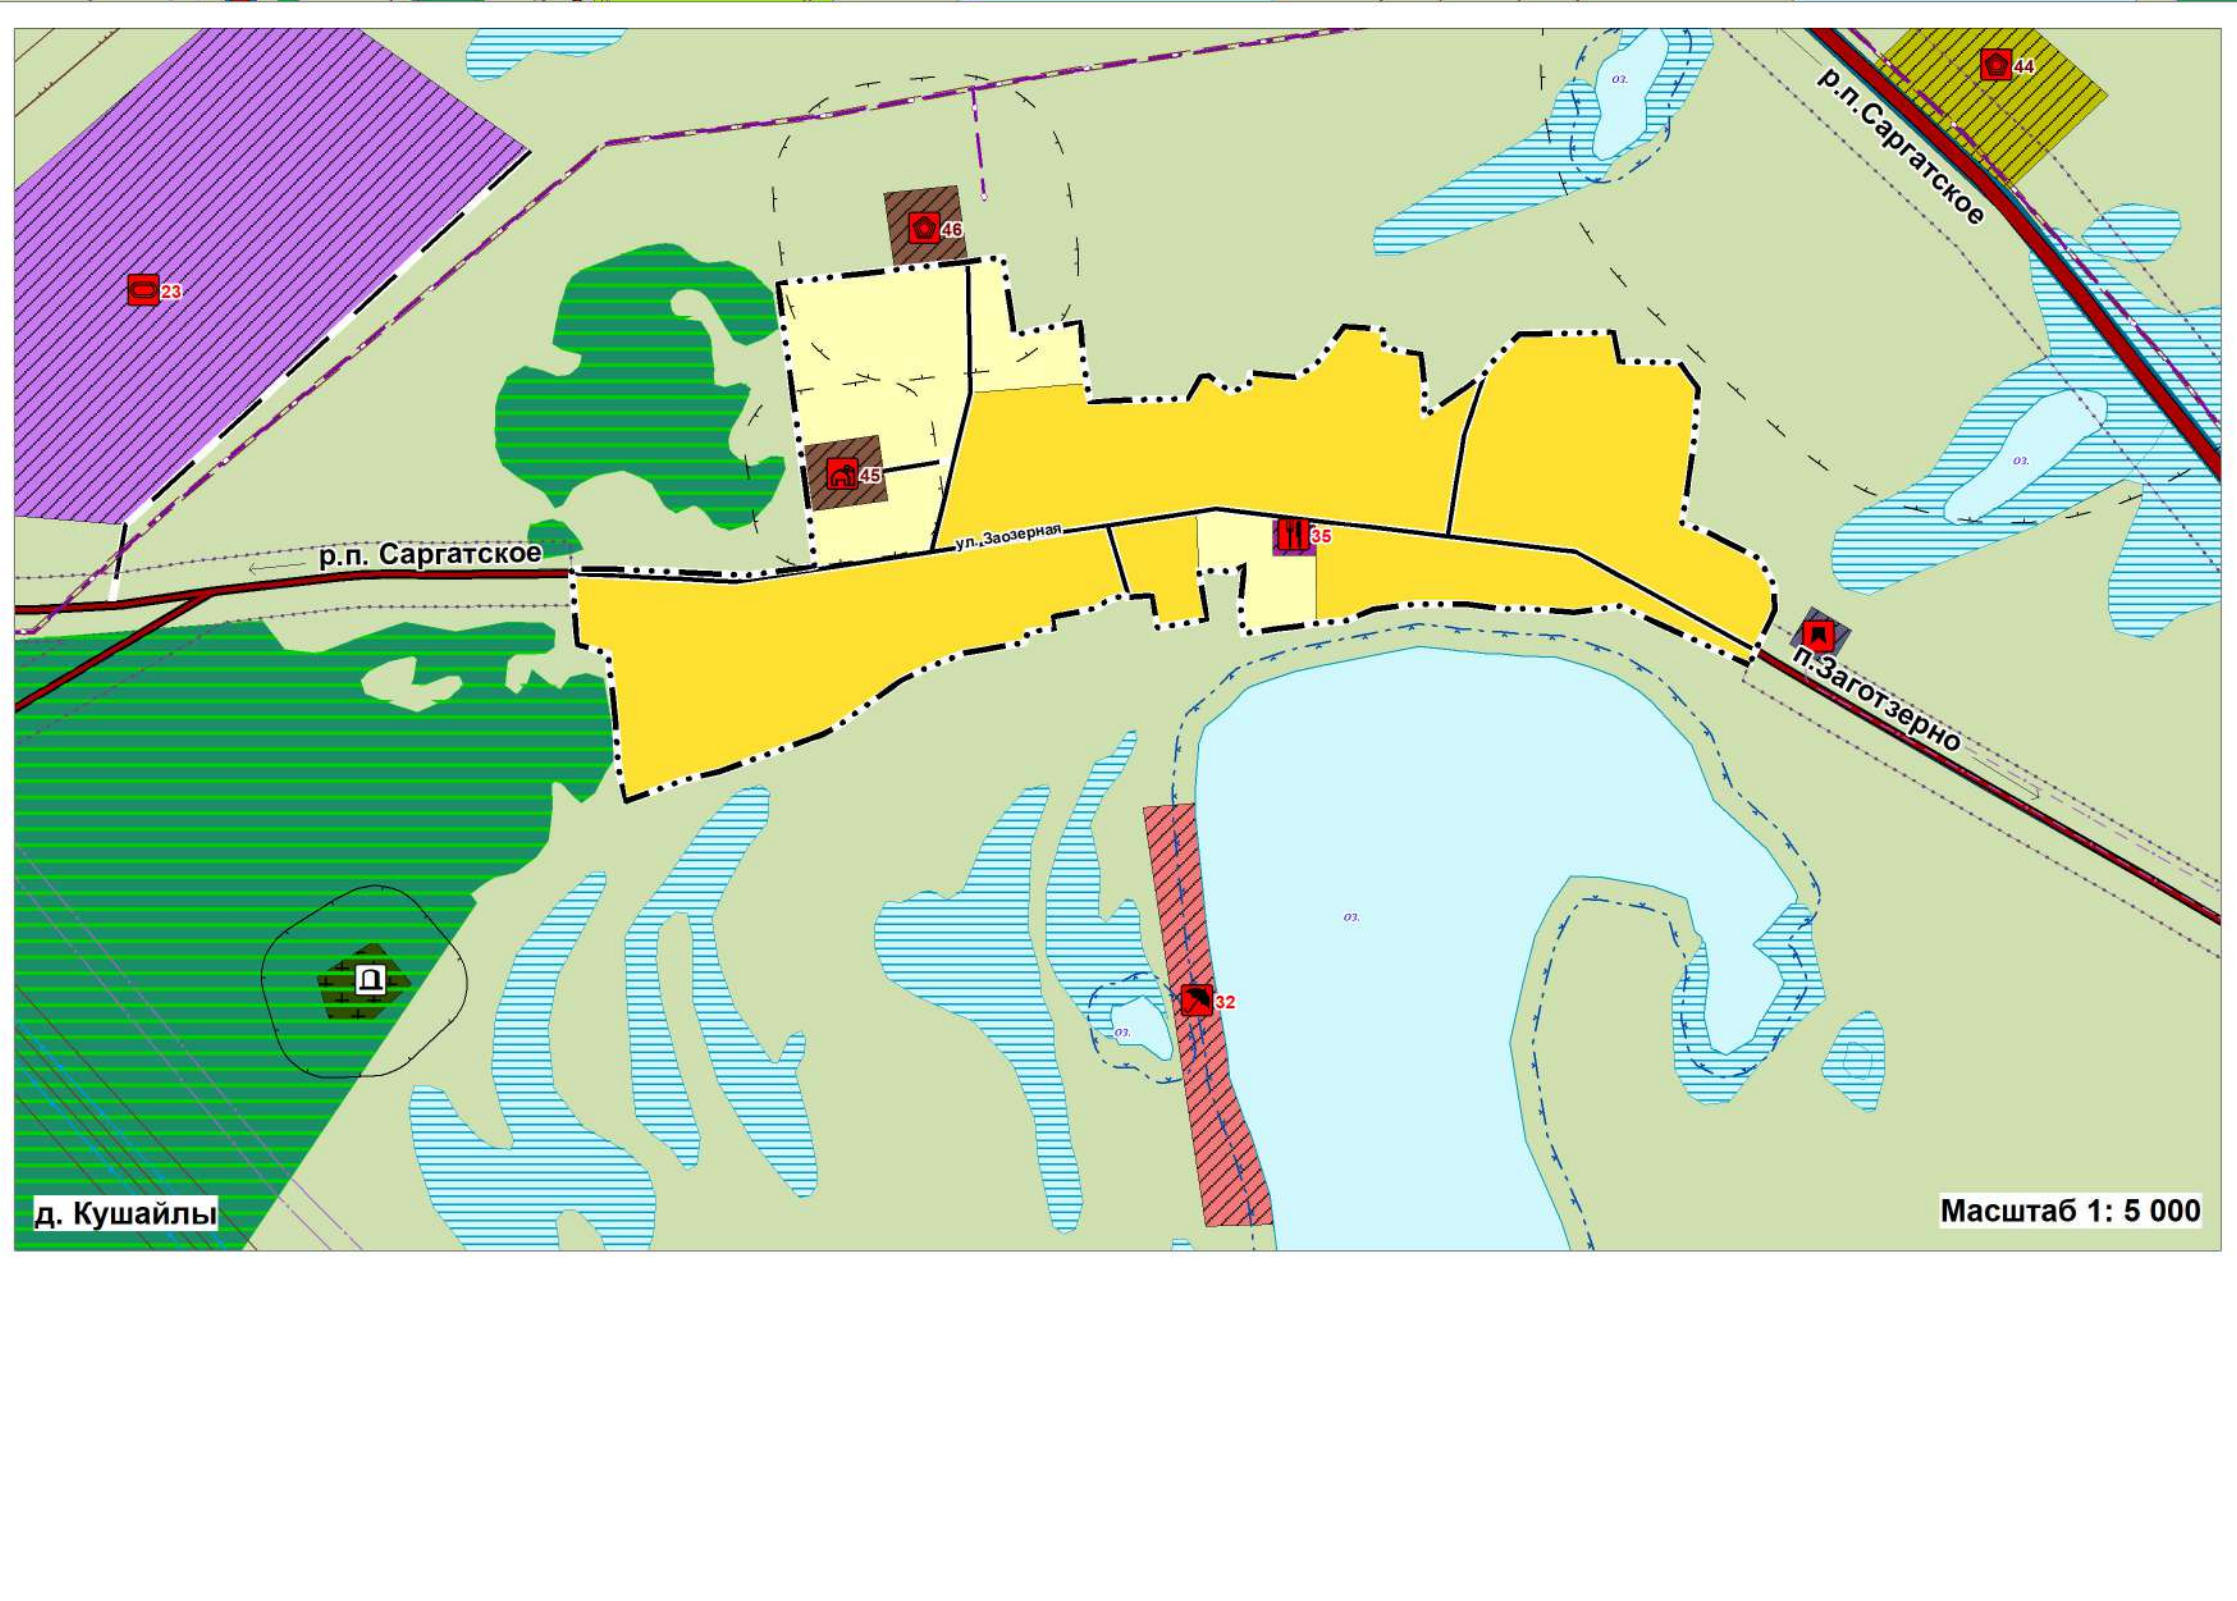 оз.
44
р.п.Саргатское
46
23
оз.
45
ул. Заозерная
35
р.п. Саргатское
п.Заготзерно
оз.
32
оз.
д. Кушайлы
Масштаб 1: 5 000